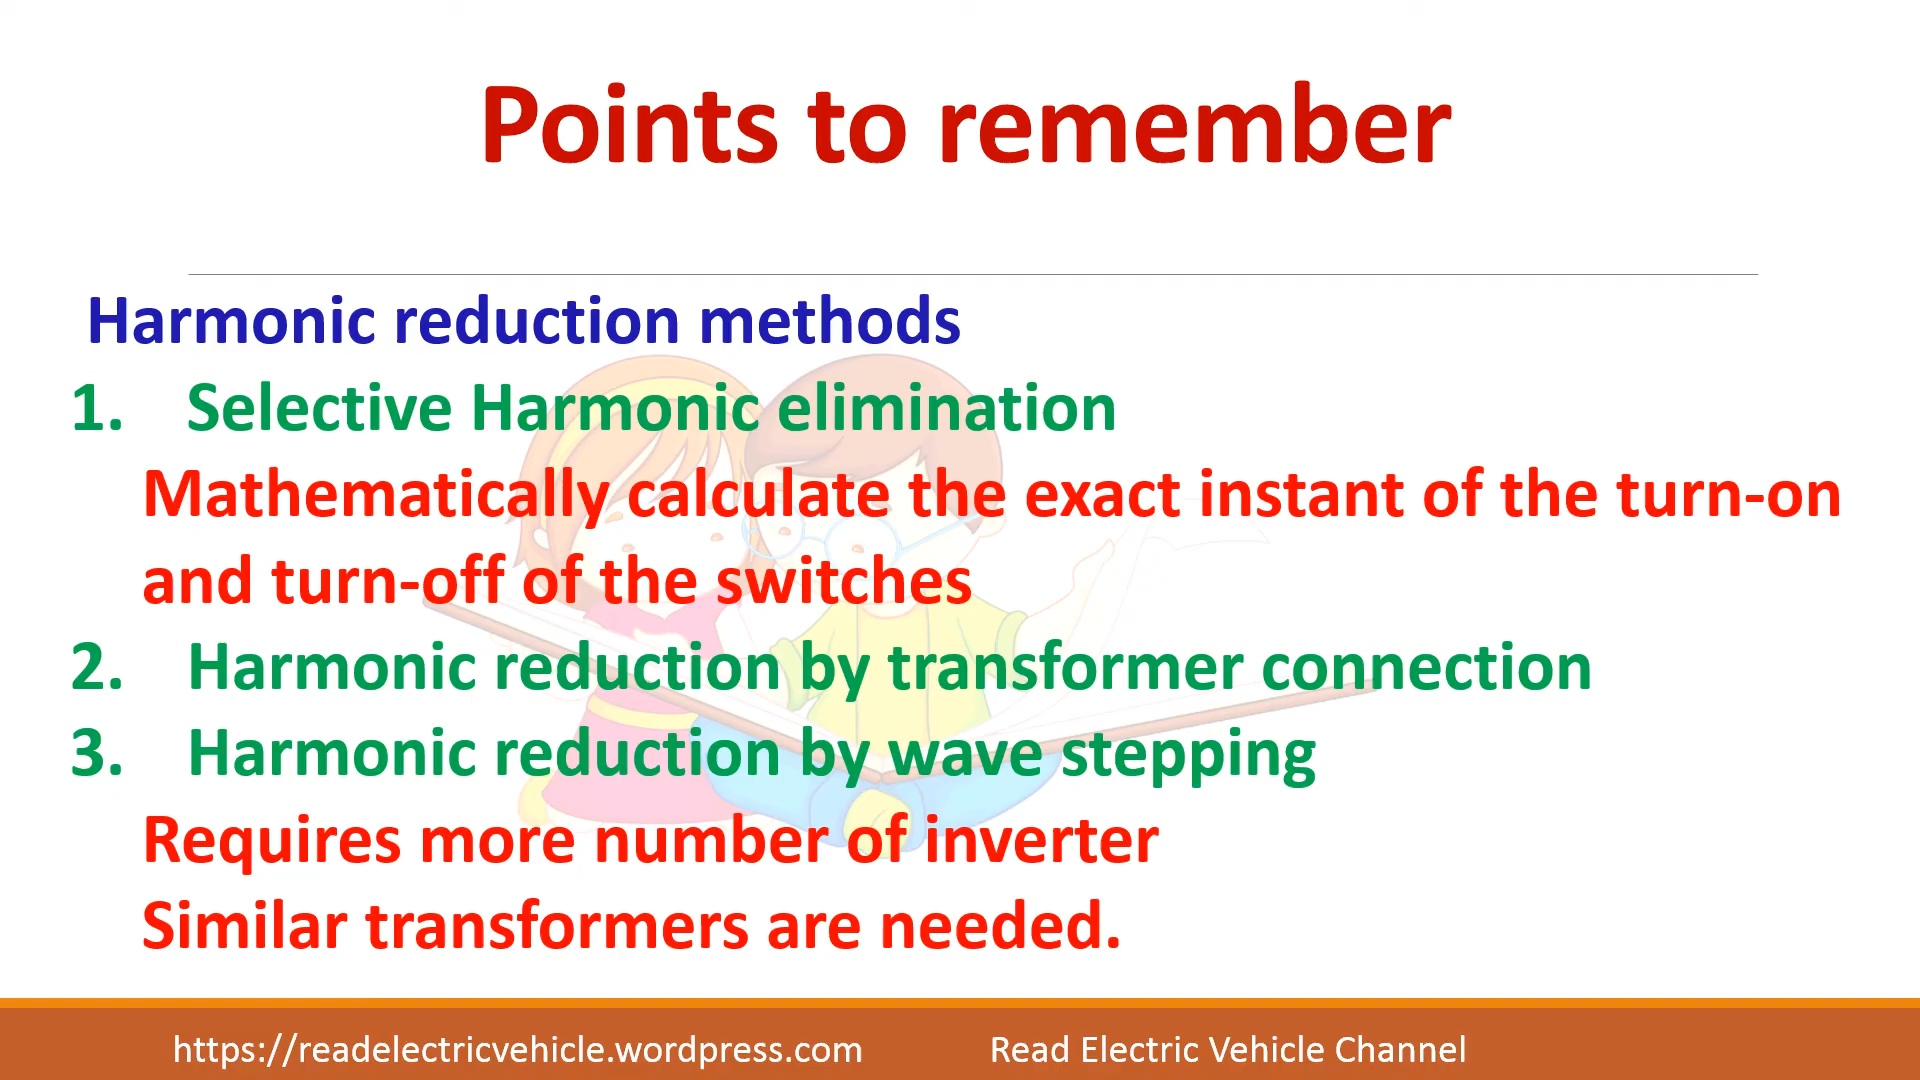 Points to remember
Harmonic reduction methods
1. Selective Harmonic elimination
Mathematically calculate the exact instant of the turn-on
and turn-off of the switches
2. Harmonic reduction by transformer connection
3. Harmonic reduction by wave stepping
Requires more number of inverter
Similar transformers are needed.
https://readelectricvehicle.wordpress.com Read Electric Vehicle Channel